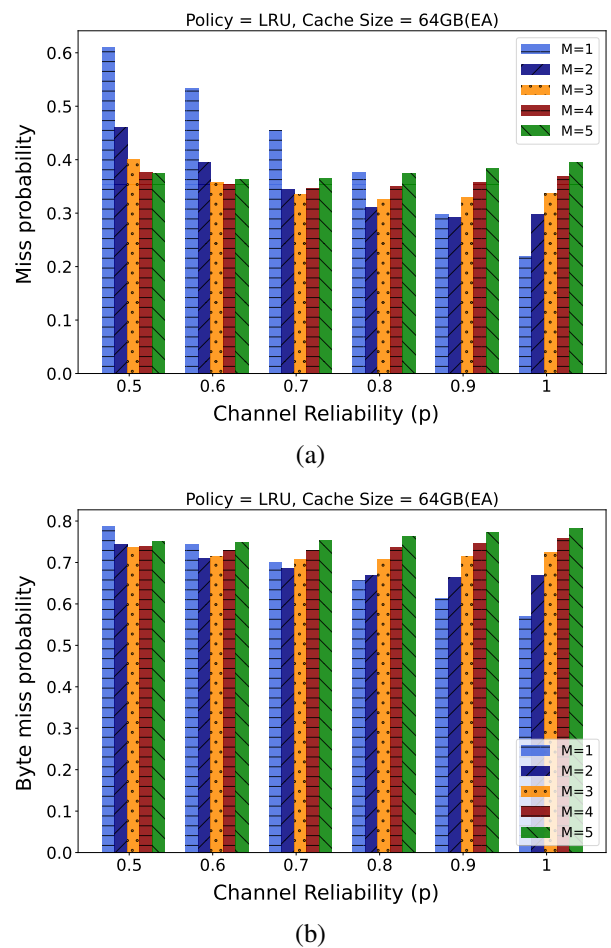 Policy = LRU, Cache Size = 64GB(EA)
Miss probability
0.6
0.5
0.4
0.3
0.2
0.1
0.0
M=1
M=2
M=3
M=4
M=5
0.5 0.6 0.7 0.8 0.9 1
Channel Reliability (p)
(a)
Policy = LRU, Cache Size = 64GB(EA)
Byte miss probability
0.8
0.7
0.6
0.5
0.4
0.3
0.2
0.1
0.0
M=1
M=2
M=3
M=4
M=5
0.5 0.6 0.7 0.8 0.9 1
Channel Reliability (p)
(b)